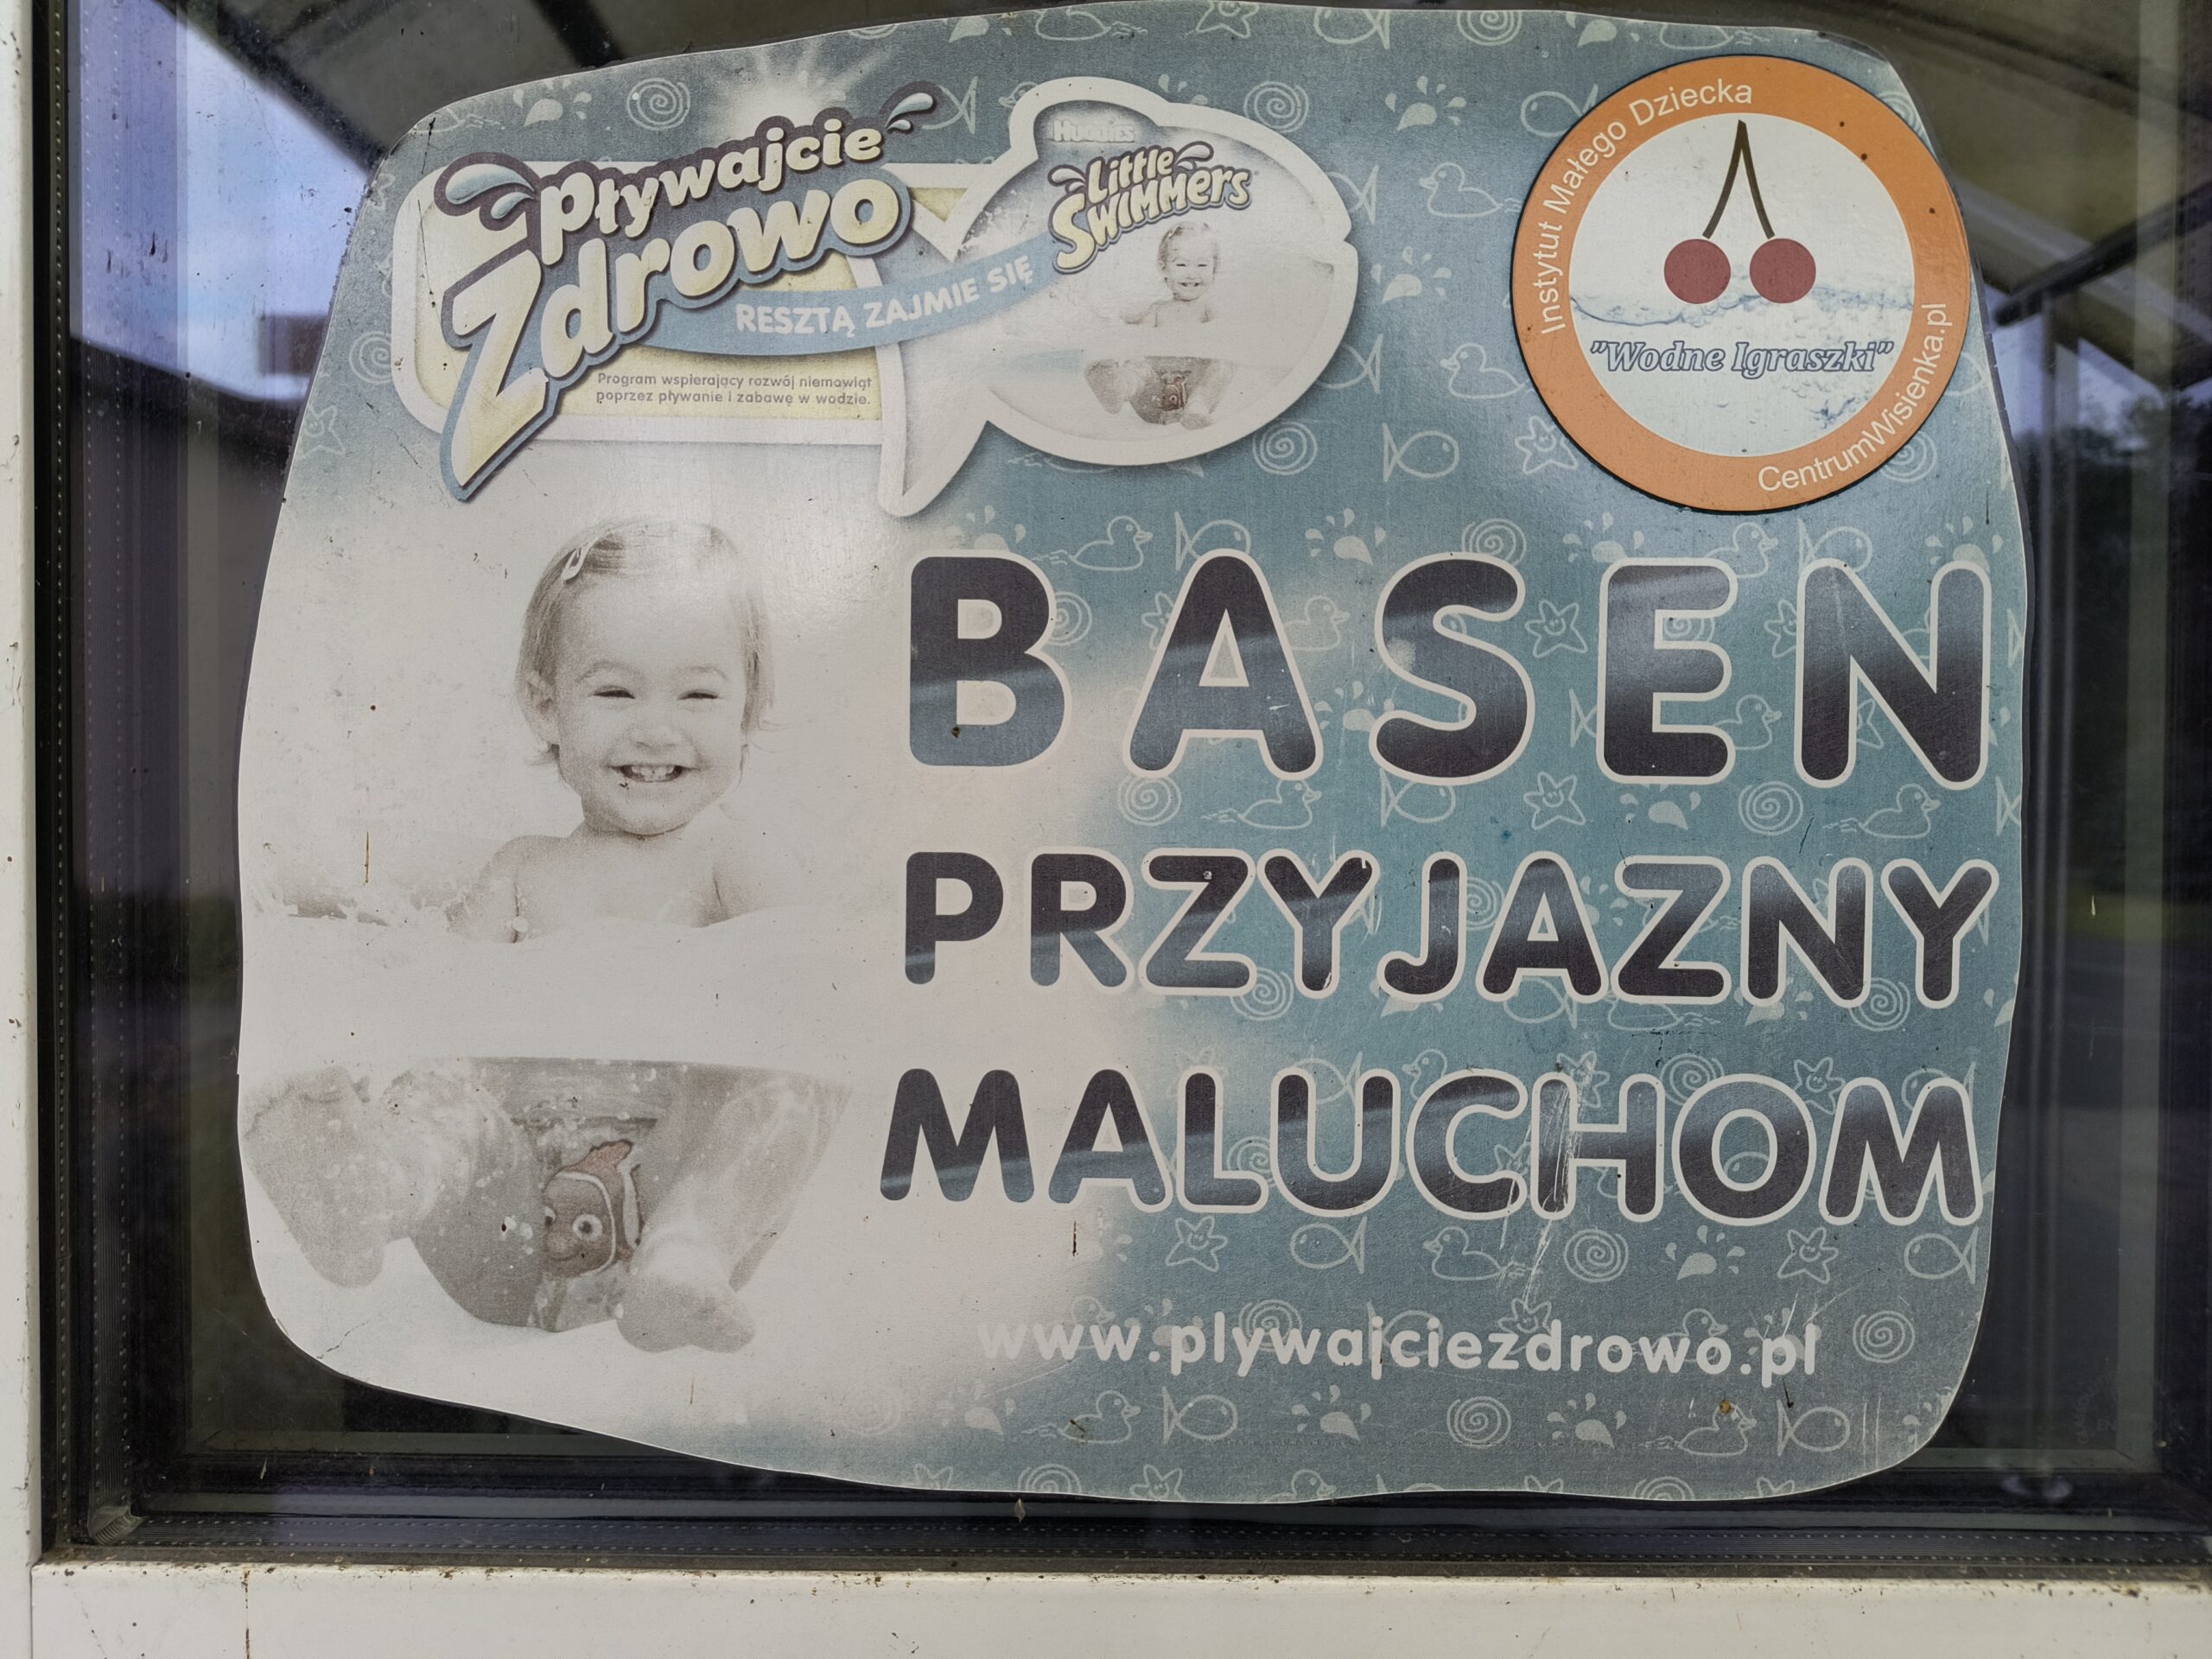 Pływajcie
Zdrowo
RESZTĄ ZAJMIE SIĘ
Huggies
Little
Swimmers
Program wspierający rozwój niemowląt
poprzez pływanie i zabawę w wodzie.
Instytut Małego Dziecka
"Wodne Igraszki"
CentrumWisienka.pl
BASEN
PRZYJAZNY
MALUCHOM
www.plywajciezdrowo.pl